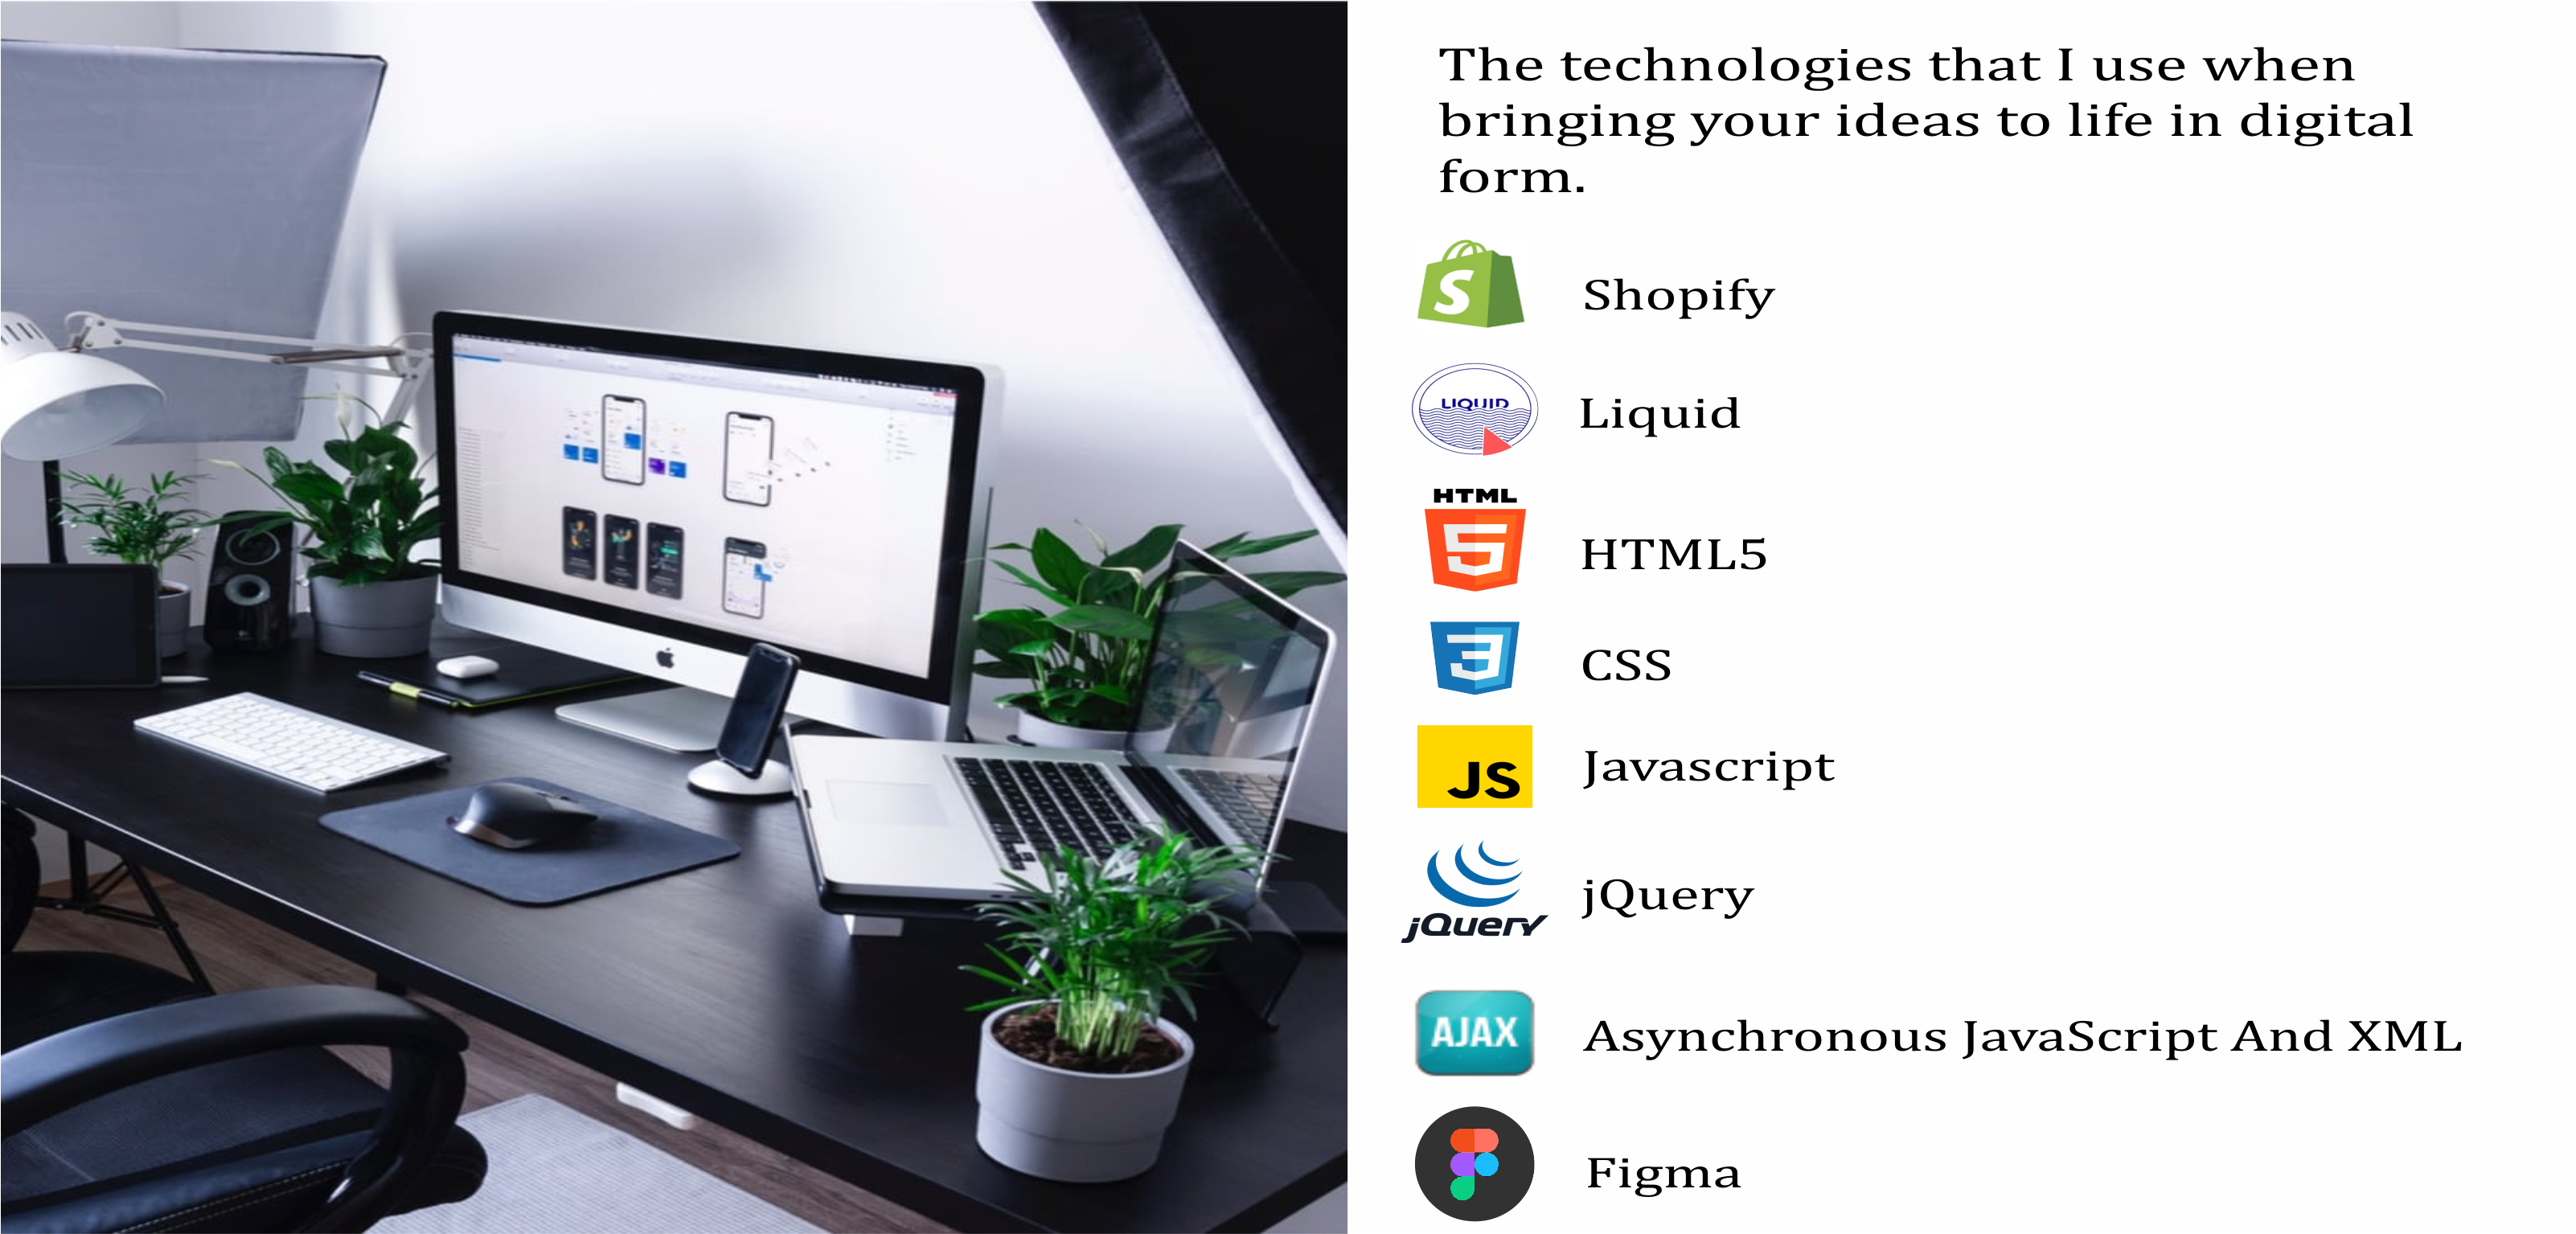 The technologies that I use when
bringing your ideas to life in digital
form.
Shopify
LIQUID
Liquid
HTML
5
HTML5
CSS
JS
Javascript
jQuery
jQuery
AJAX
Asynchronous JavaScript And XML
Figma